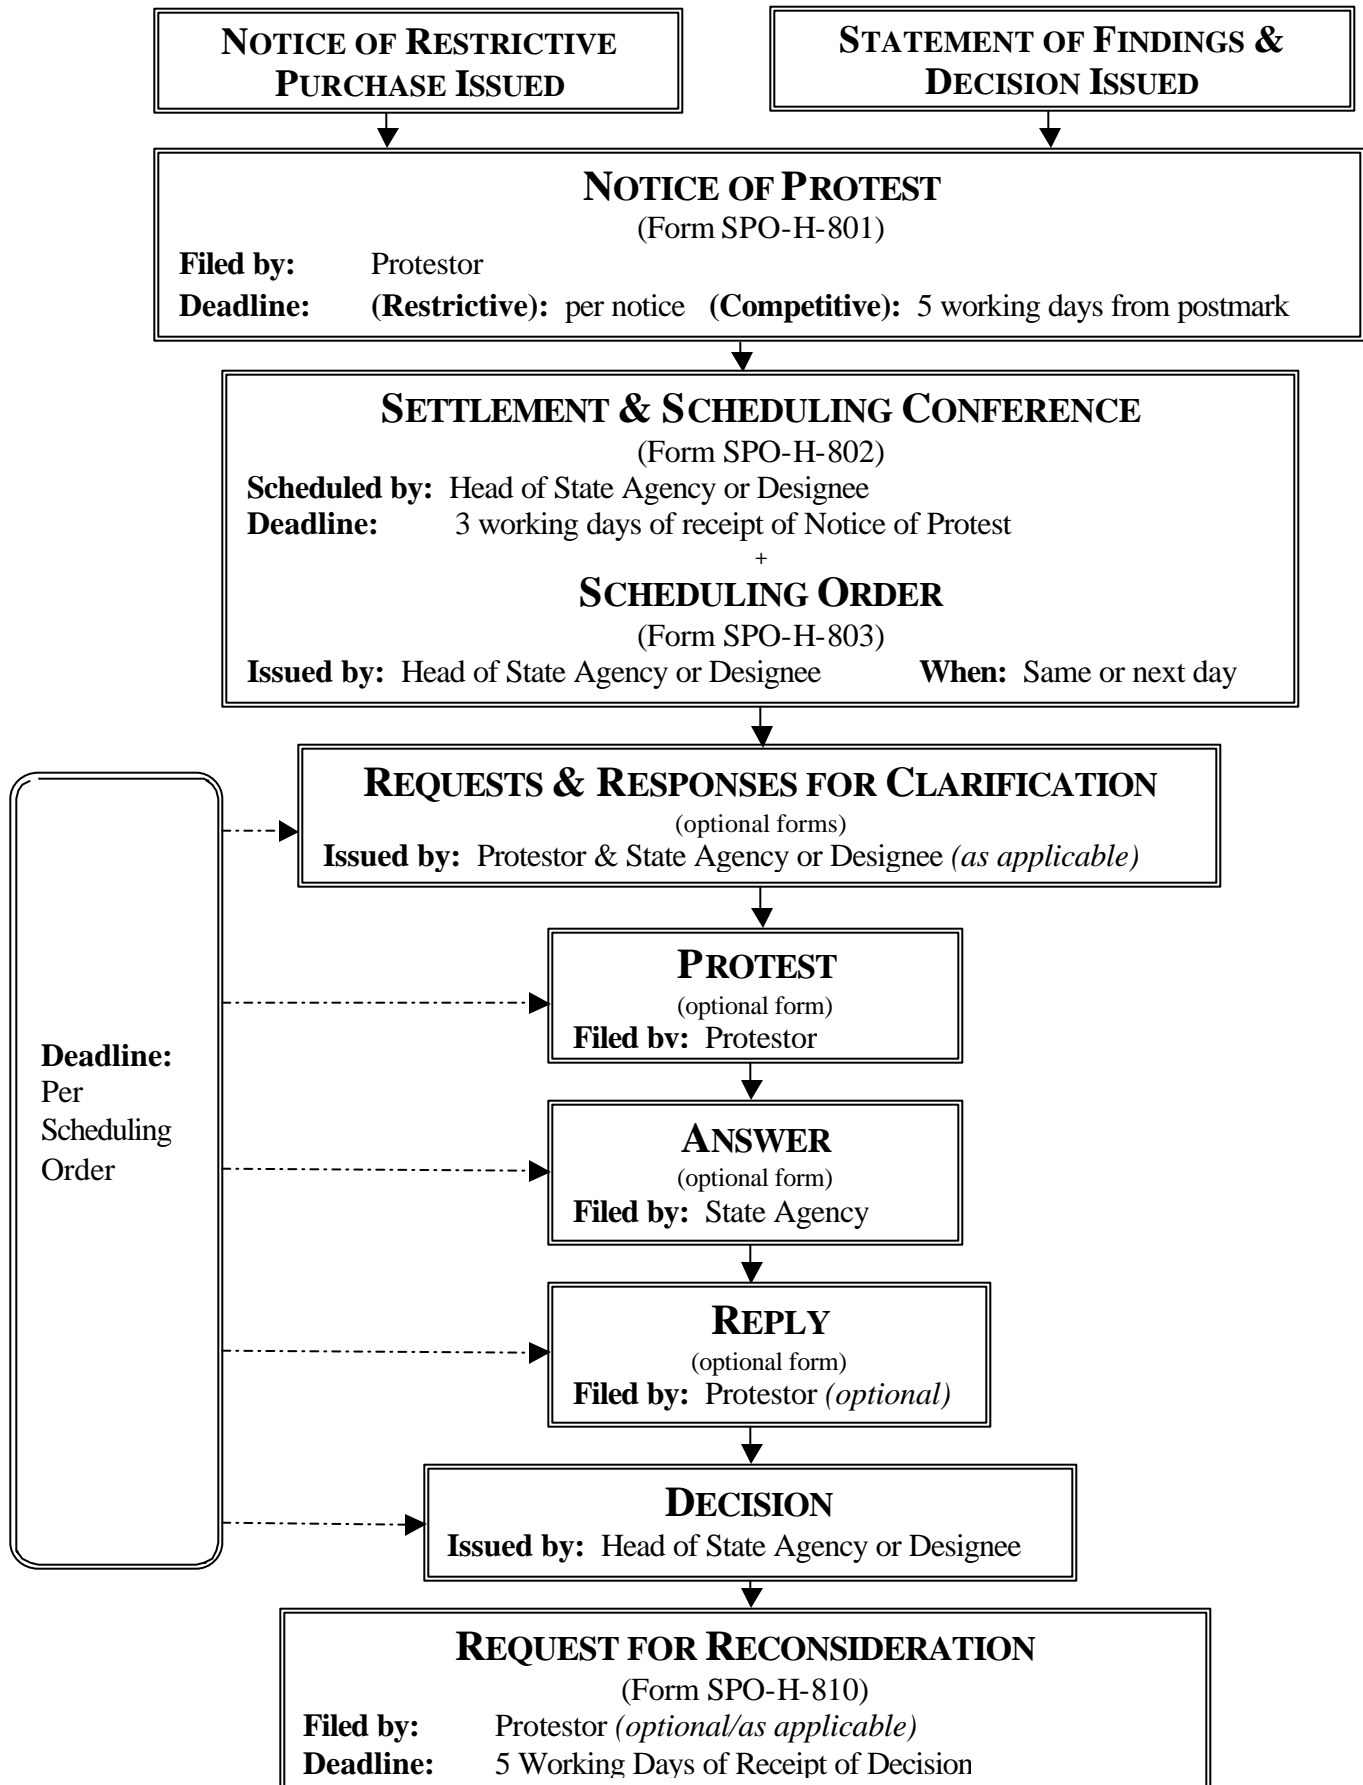 NOTICE OF RESTRICTIVE
PURCHASE ISSUED
STATEMENT OF FINDINGS &
DECISION ISSUED
NOTICE OF PROTEST
(Form SPO-H-801)
Filed by: Protestor
Deadline: (Restrictive): per notice (Competitive): 5 working days from postmark
SETTLEMENT & SCHEDULING CONFERENCE
(Form SPO-H-802)
Scheduled by: Head of State Agency or Designee
Deadline: 3 working days of receipt of Notice of Protest
+
SCHEDULING ORDER
(Form SPO-H-803)
Issued by: Head of State Agency or Designee When: Same or next day
REQUESTS & RESPONSES FOR CLARIFICATION
(optional forms)
Issued by: Protestor & State Agency or Designee (as applicable)
Deadline:
Per
Scheduling
Order
PROTEST
(optional form)
Filed by: Protestor
ANSWER
(optional form)
Filed by: State Agency
REPLY
(optional form)
Filed by: Protestor (optional)
DECISION
Issued by: Head of State Agency or Designee
REQUEST FOR RECONSIDERATION
(Form SPO-H-810)
Filed by: Protestor (optional/as applicable)
Deadline: 5 Working Days of Receipt of Decision